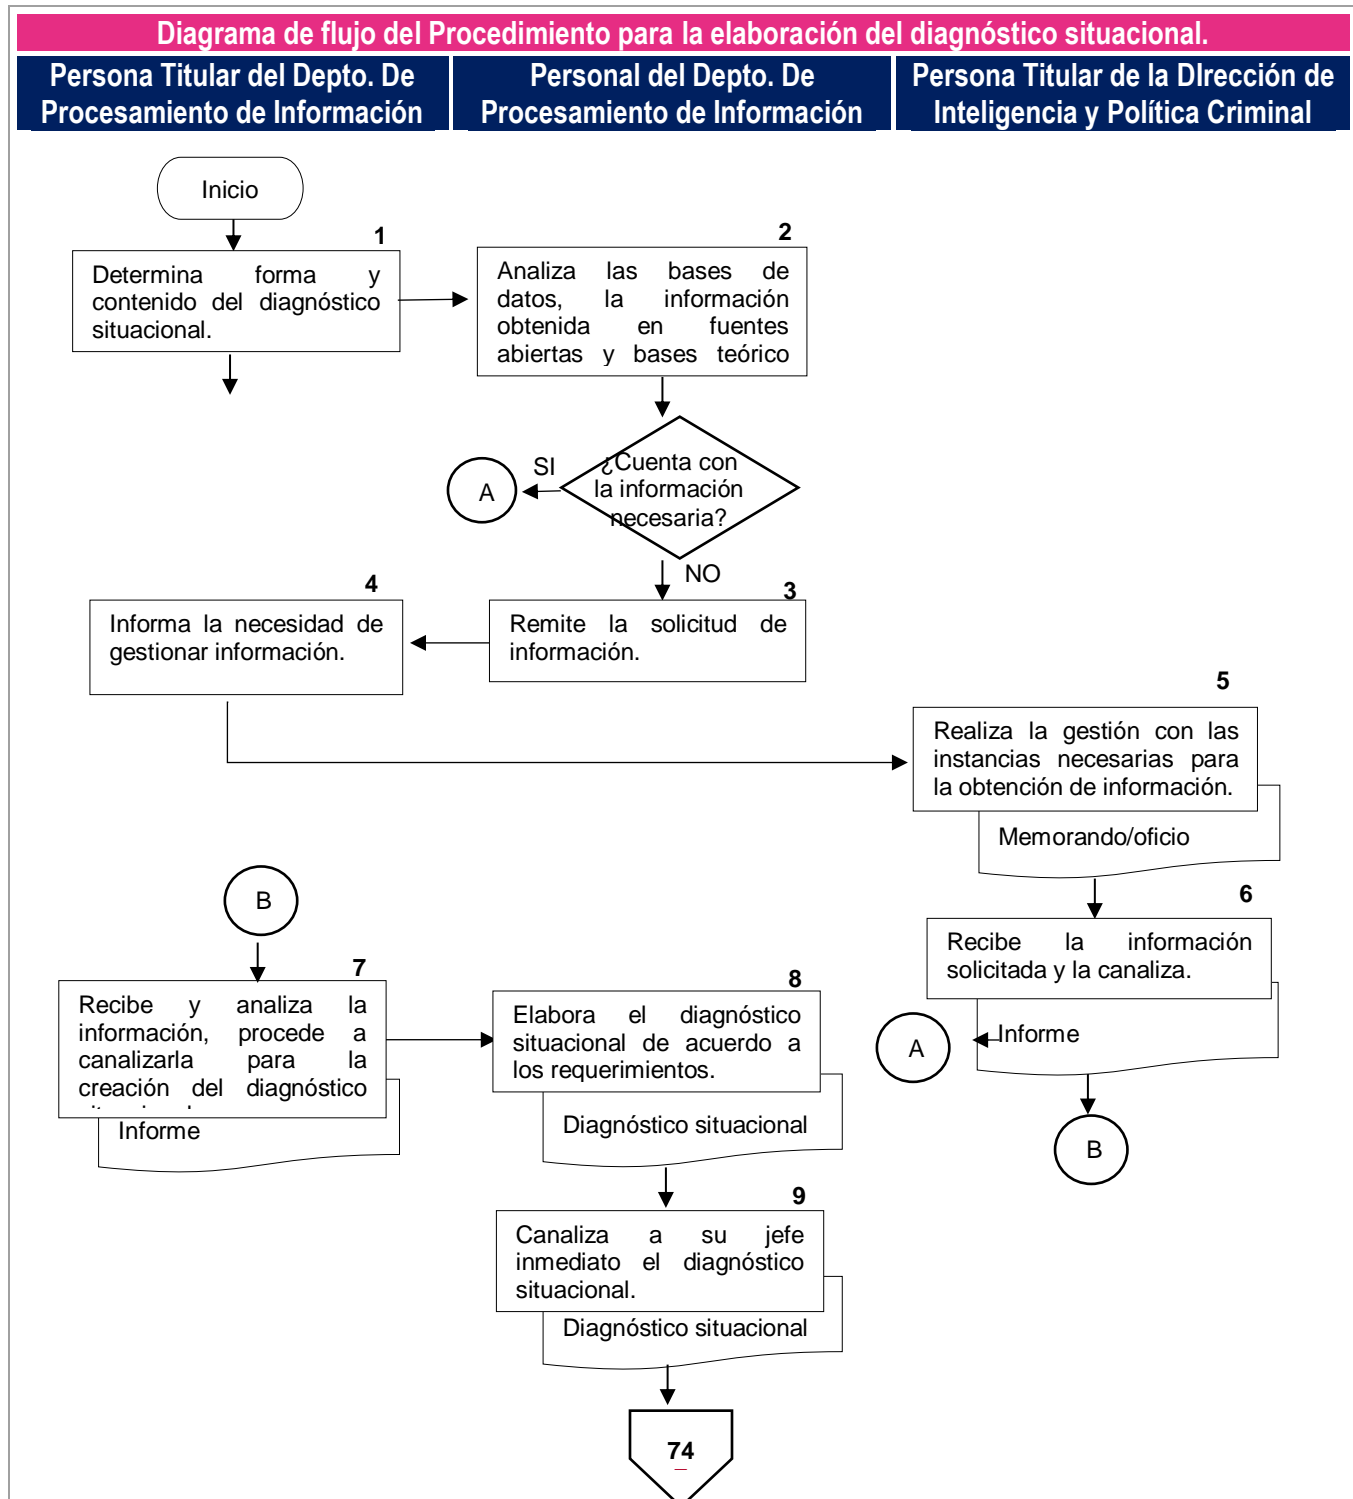 Diagrama de flujo del Procedimiento para la elaboración del diagnóstico situacional.
Persona Titular del Depto. De
Procesamiento de Información
Personal del Depto. De
Procesamiento de Información
Persona Titular de la DIrección de
Inteligencia y Política Criminal
Inicio
1
Determina forma y
contenido del diagnóstico
situacional.
2
Analiza las bases de
datos, la información
obtenida en fuentes
abiertas y bases teórico
¿Cuenta con
la información
necesaria?
SI
A
NO
3
Remite la solicitud de
información.
4
Informa la necesidad de
gestionar información.
5
Realiza la gestión con las
instancias necesarias para
la obtención de información.
Memorando/oficio
6
Recibe la información
solicitada y la canaliza.
Informe
A
B
B
7
Recibe y analiza la
información, procede a
canalizarla para la
creación del diagnóstico
Informe
8
Elabora el diagnóstico
situacional de acuerdo a
los requerimientos.
Diagnóstico situacional
9
Canaliza a su jefe
inmediato el diagnóstico
situacional.
Diagnóstico situacional
74